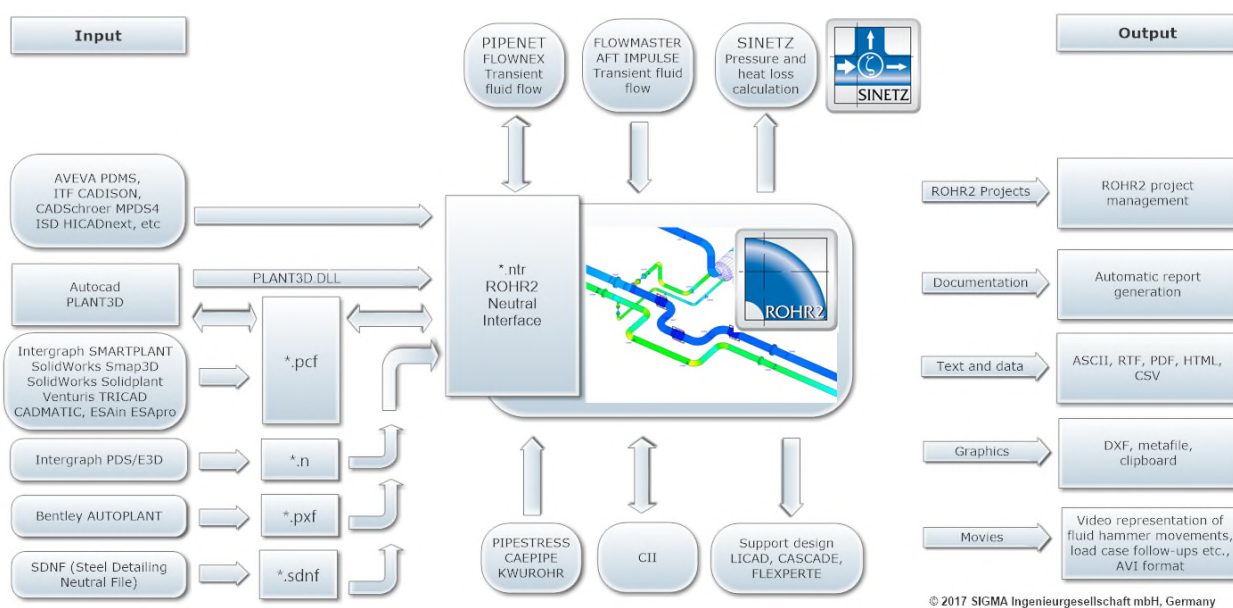 Input
PIPENET
FLOWNEX
Transient
fluid flow
FLOWMASTER
AFT IMPULSE
Transient fluid
flow
SINETZ
Pressure and
heat loss
calculation
ζ
SINETZ
Output
AVEVA PDMS,
ITF CADISON,
CADSchroer MPDS4
ISD HICADnext, etc
Autocad
PLANT3D
PLANT3D.DLL
Intergraph SMARTPLANT
SolidWorks Smap3D
SolidWorks Solidplant
Venturis TRICAD
CADMATIC, ESAin ESApro
*.pcf
Intergraph PDS/E3D
*.n
Bentley AUTOPLANT
*.pxf
SDNF (Steel Detailing
Neutral File)
*.sdnf
*.ntr
ROHR2
Neutral
Interface
ROHR2
PIPESTRESS
CAEPIPE
KWUROHR
CII
Support design
LICAD, CASCADE,
FLEXPERTE
ROHR2 Projects
ROHR2 project
management
Documentation
Automatic report
generation
Text and data
ASCII, RTF, PDF, HTML,
CSV
Graphics
DXF, metafile,
clipboard
Movies
Video representation of
fluid hammer movements,
load case follow-ups etc.,
AVI format
© 2017 SIGMA Ingenieurgesellschaft mbH, Germany